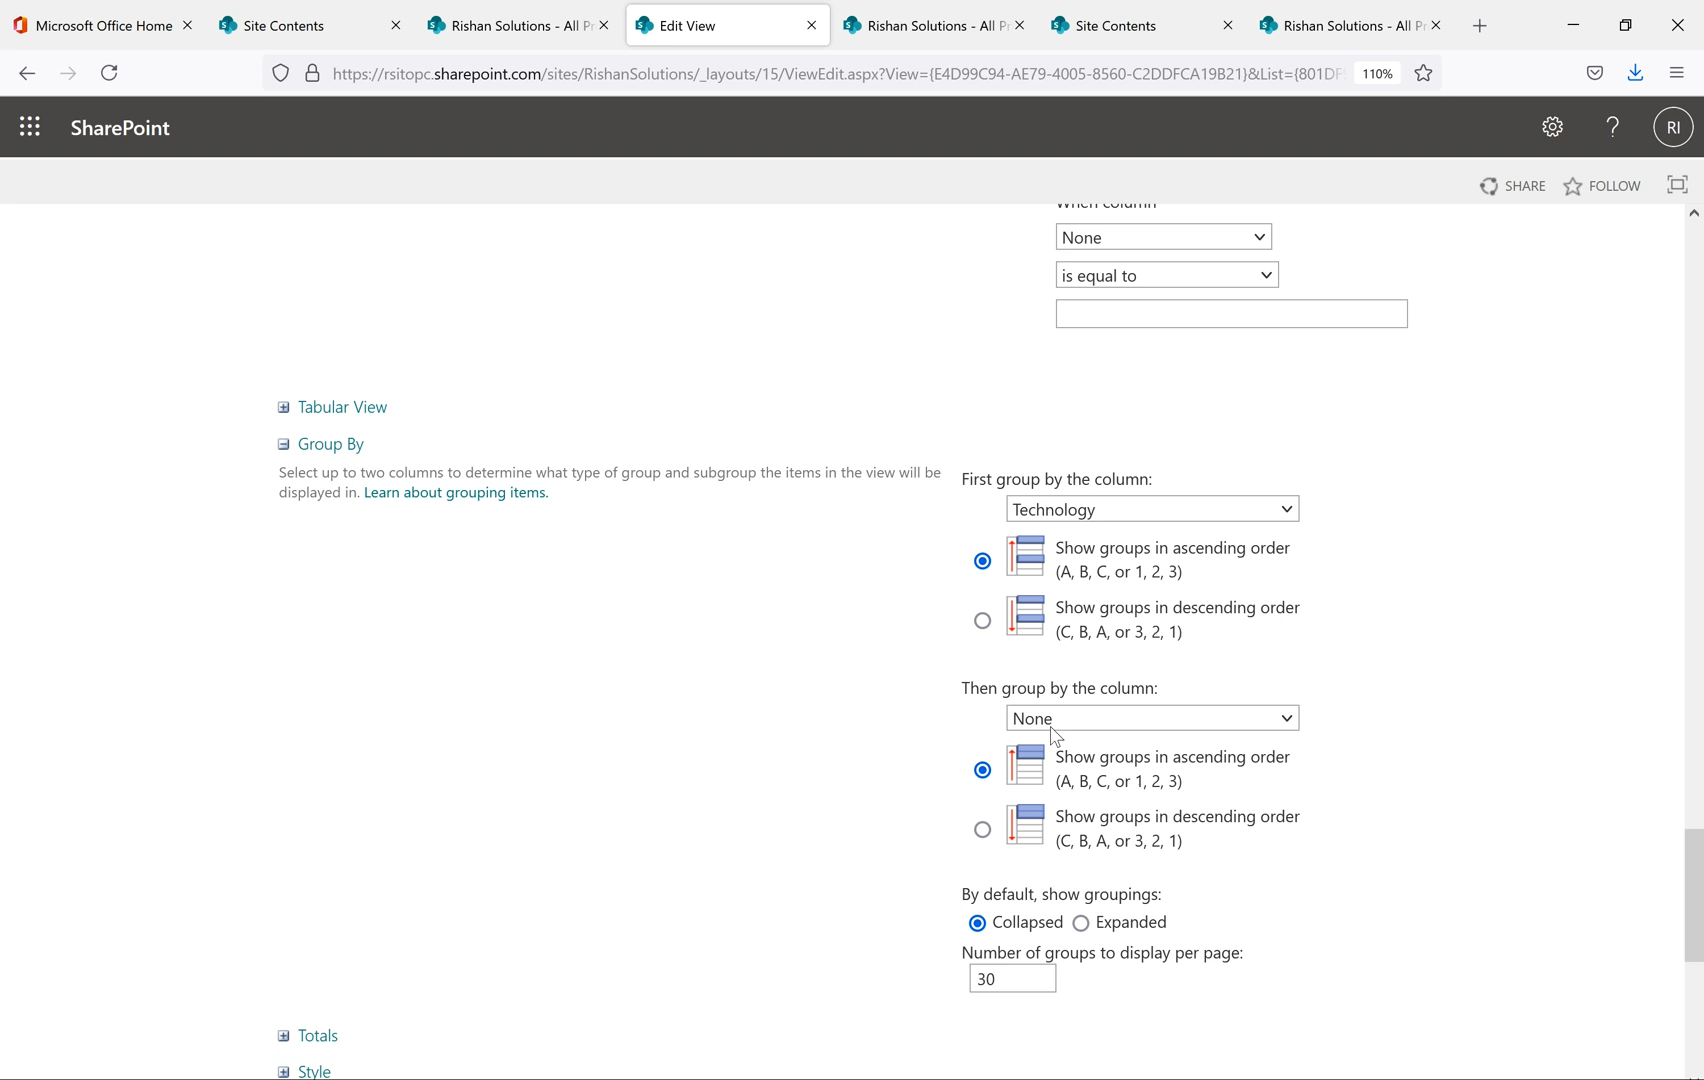 Microsoft Office Home
Site Contents
Rishan Solutions - All Pr
Edit View
Rishan Solutions - All Pr
Site Contents
Rishan Solutions - All Pr
https://rsitopc.sharepoint.com/sites/RishanSolutions/_layouts/15/ViewEdit.aspx?View={E4D99C94-AE79-4005-8560-C2DDFCA19B21}&List={801DF
110%
SharePoint
RI
SHARE
FOLLOW
When column
None
is equal to
Tabular View
Group By
Select up to two columns to determine what type of group and subgroup the items in the view will be
displayed in. Learn about grouping items.
First group by the column:
Technology
Show groups in ascending order
(A, B, C, or 1, 2, 3)
Show groups in descending order
(C, B, A, or 3, 2, 1)
Then group by the column:
None
Show groups in ascending order
(A, B, C, or 1, 2, 3)
Show groups in descending order
(C, B, A, or 3, 2, 1)
By default, show groupings:
Collapsed Expanded
Number of groups to display per page:
30
Totals
Style